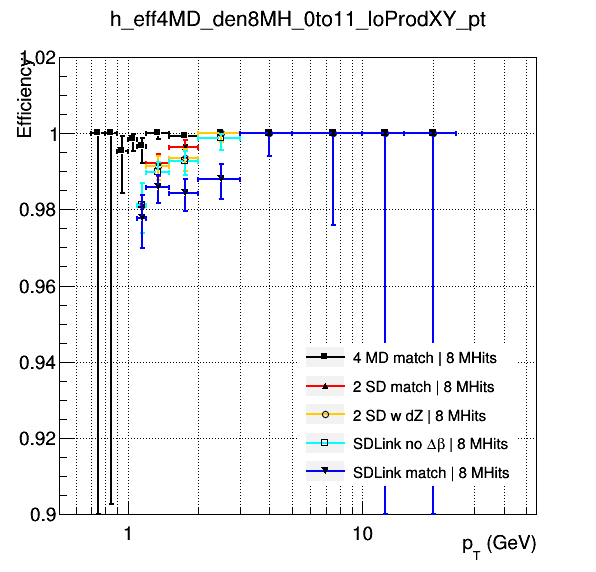 h_eff4MD_den8MH_0to11_loProdXY_pt
Efficiency
1.02
1
0.98
0.96
0.94
0.92
0.9
4 MD match | 8 MHits
2 SD match | 8 MHits
2 SD w dZ | 8 MHits
SDLink no Δβ | 8 MHits
SDLink match | 8 MHits
1
10
p_T (GeV)